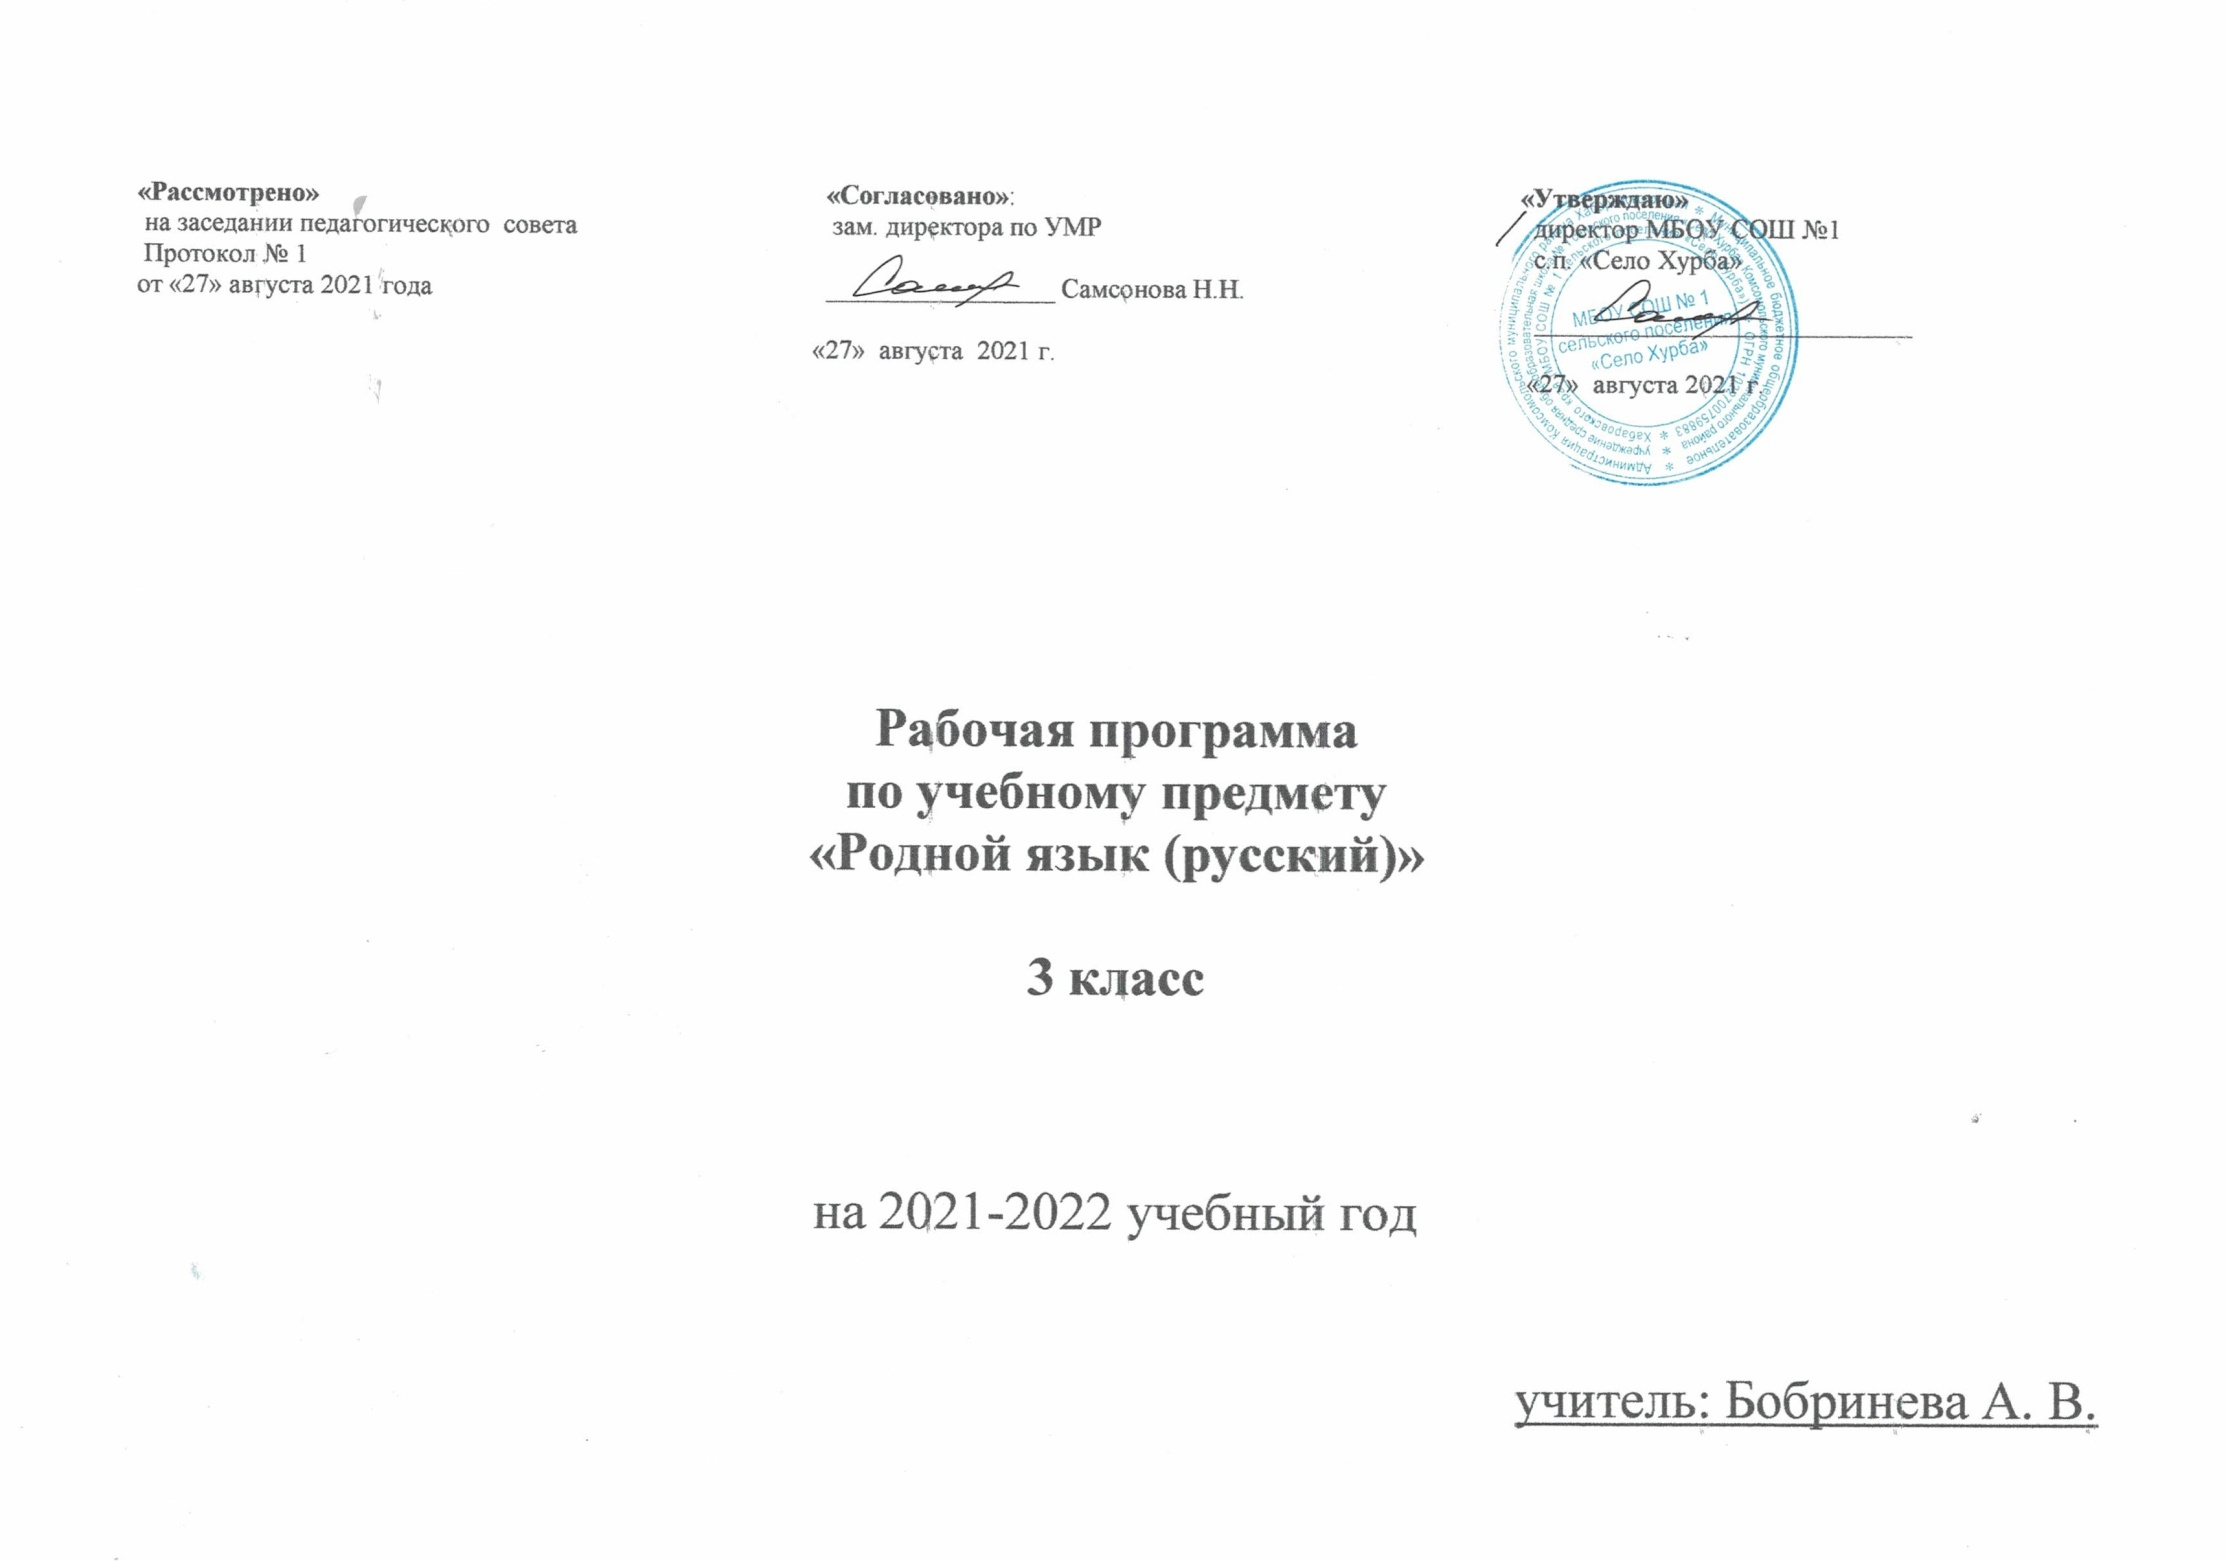 «Рассмотрено»
на заседании педагогического совета
Протокол № 1
от «27» августа 2021 года
«Согласовано»:
зам. директора по УМР
Самсонова Н.Н.
«27» августа 2021 г.
«Утверждаю»
директор МБОУ СОШ №1
с.п. «Село Хурба»
МБОУ СОШ № 1
сельского поселения
«Село Хурба»
«27» августа 2021 г.
Рабочая программа
по учебному предмету
«Родной язык (русский)»
3 класс
на 2021-2022 учебный год
учитель: Бобринева А. В.